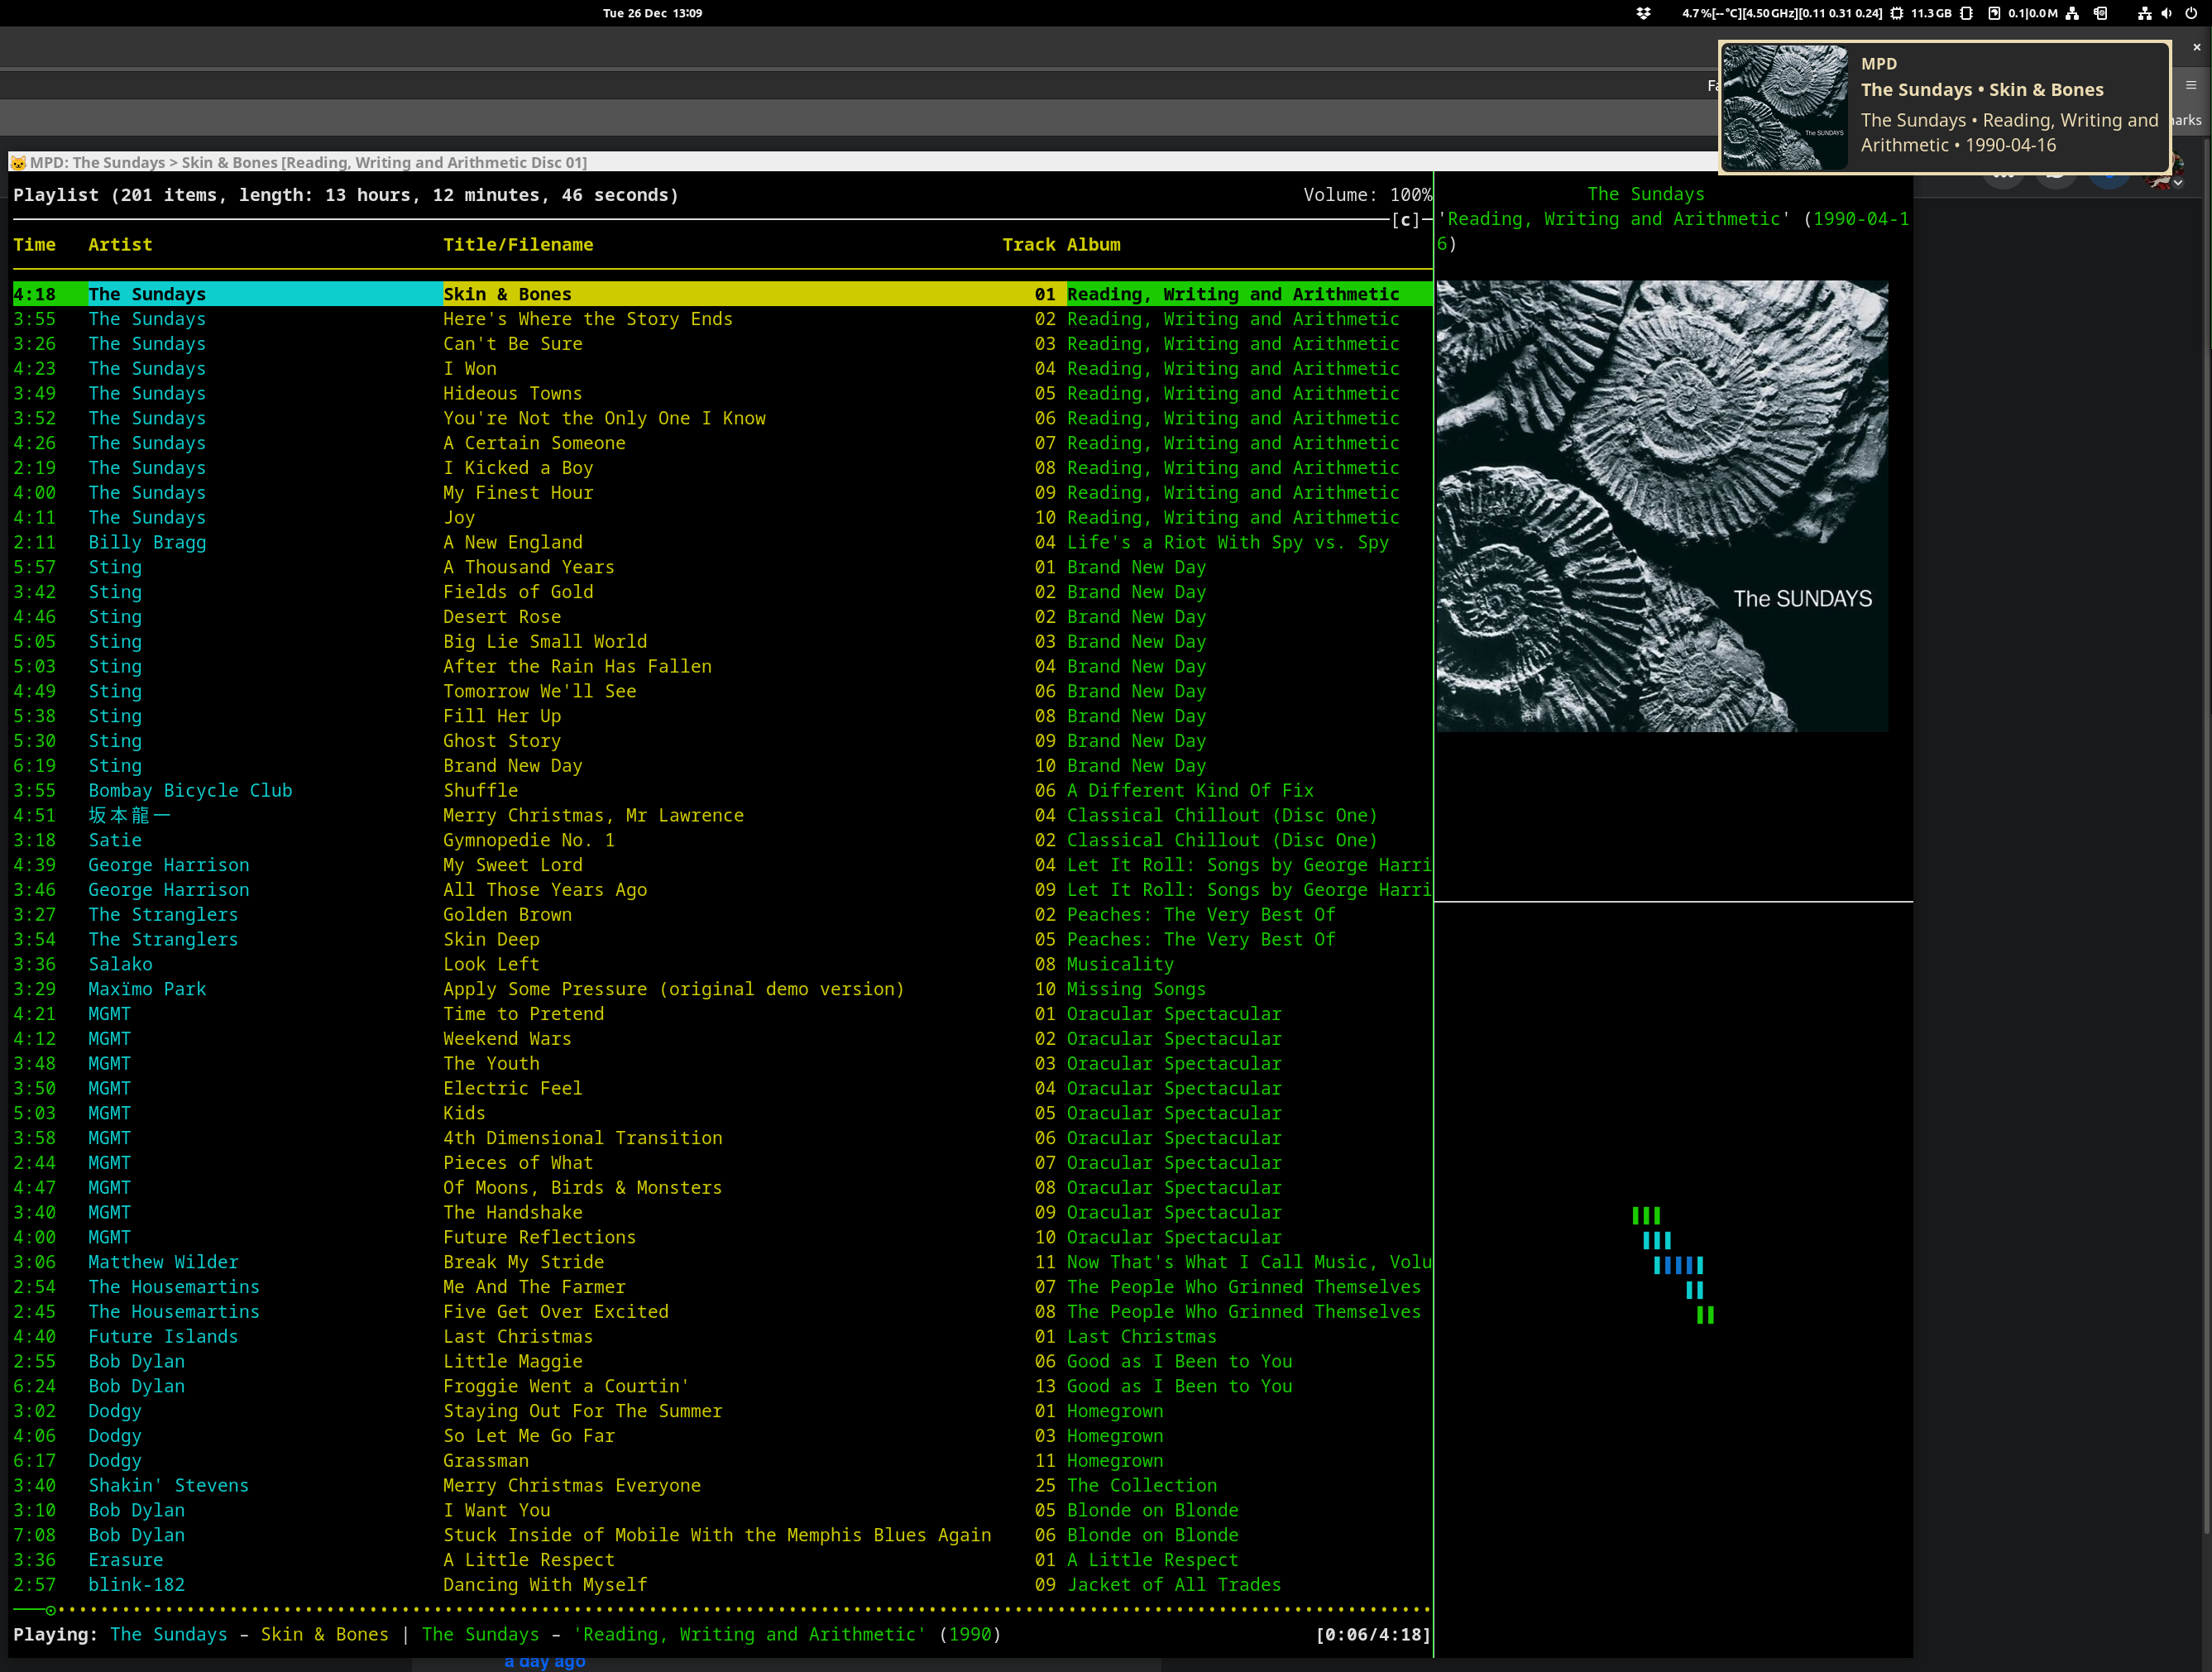 Tue 26 Dec 13:09
4.7%[--°C][4.50 GHz][0.11 0.31 0.24] 11.3 GB 0.1|0.0 M
MPD
The Sundays • Skin & Bones
The Sundays • Reading, Writing and
Arithmetic • 1990-04-16
The SUNDAYS
MPD: The Sundays > Skin & Bones [Reading, Writing and Arithmetic Disc 01]
Playlist (201 items, length: 13 hours, 12 minutes, 46 seconds) Volume: 100%
[c]
Time Artist Title/Filename Track Album
4:18 The Sundays Skin & Bones 01 Reading, Writing and Arithmetic
3:55 The Sundays Here's Where the Story Ends 02 Reading, Writing and Arithmetic
3:26 The Sundays Can't Be Sure 03 Reading, Writing and Arithmetic
4:23 The Sundays I Won 04 Reading, Writing and Arithmetic
3:49 The Sundays Hideous Towns 05 Reading, Writing and Arithmetic
3:52 The Sundays You're Not the Only One I Know 06 Reading, Writing and Arithmetic
4:26 The Sundays A Certain Someone 07 Reading, Writing and Arithmetic
2:19 The Sundays I Kicked a Boy 08 Reading, Writing and Arithmetic
4:00 The Sundays My Finest Hour 09 Reading, Writing and Arithmetic
4:11 The Sundays Joy 10 Reading, Writing and Arithmetic
2:11 Billy Bragg A New England 04 Life's a Riot With Spy vs. Spy
5:57 Sting A Thousand Years 01 Brand New Day
3:42 Sting Fields of Gold 02 Brand New Day
4:46 Sting Desert Rose 02 Brand New Day
5:05 Sting Big Lie Small World 03 Brand New Day
5:03 Sting After the Rain Has Fallen 04 Brand New Day
4:49 Sting Tomorrow We'll See 06 Brand New Day
5:38 Sting Fill Her Up 08 Brand New Day
5:30 Sting Ghost Story 09 Brand New Day
6:19 Sting Brand New Day 10 Brand New Day
3:55 Bombay Bicycle Club Shuffle 06 A Different Kind Of Fix
4:51 坂本龍一 Merry Christmas, Mr Lawrence 04 Classical Chillout (Disc One)
3:18 Satie Gymnopedie No. 1 02 Classical Chillout (Disc One)
4:39 George Harrison My Sweet Lord 04 Let It Roll: Songs by George Harri
3:46 George Harrison All Those Years Ago 09 Let It Roll: Songs by George Harri
3:27 The Stranglers Golden Brown 02 Peaches: The Very Best Of
3:54 The Stranglers Skin Deep 05 Peaches: The Very Best Of
3:36 Salako Look Left 08 Musicality
3:29 Maxïmo Park Apply Some Pressure (original demo version) 10 Missing Songs
4:21 MGMT Time to Pretend 01 Oracular Spectacular
4:12 MGMT Weekend Wars 02 Oracular Spectacular
3:48 MGMT The Youth 03 Oracular Spectacular
3:50 MGMT Electric Feel 04 Oracular Spectacular
5:03 MGMT Kids 05 Oracular Spectacular
3:58 MGMT 4th Dimensional Transition 06 Oracular Spectacular
2:44 MGMT Pieces of What 07 Oracular Spectacular
4:47 MGMT Of Moons, Birds & Monsters 08 Oracular Spectacular
3:40 MGMT The Handshake 09 Oracular Spectacular
4:00 MGMT Future Reflections 10 Oracular Spectacular
3:06 Matthew Wilder Break My Stride 11 Now That's What I Call Music, Volu
2:54 The Housemartins Me And The Farmer 07 The People Who Grinned Themselves
2:45 The Housemartins Five Get Over Excited 08 The People Who Grinned Themselves
4:40 Future Islands Last Christmas 01 Last Christmas
2:55 Bob Dylan Little Maggie 06 Good as I Been to You
6:24 Bob Dylan Froggie Went a Courtin' 13 Good as I Been to You
3:02 Dodgy Staying Out For The Summer 01 Homegrown
4:06 Dodgy So Let Me Go Far 03 Homegrown
6:17 Dodgy Grassman 11 Homegrown
3:40 Shakin' Stevens Merry Christmas Everyone 25 The Collection
3:10 Bob Dylan I Want You 05 Blonde on Blonde
7:08 Bob Dylan Stuck Inside of Mobile With the Memphis Blues Again 06 Blonde on Blonde
3:36 Erasure A Little Respect 01 A Little Respect
2:57 blink-182 Dancing With Myself 09 Jacket of All Trades
Playing: The Sundays – Skin & Bones | The Sundays – 'Reading, Writing and Arithmetic' (1990) [0:06/4:18]
The Sundays
'Reading, Writing and Arithmetic' (1990-04-1
6)
The SUNDAYS
a day ago